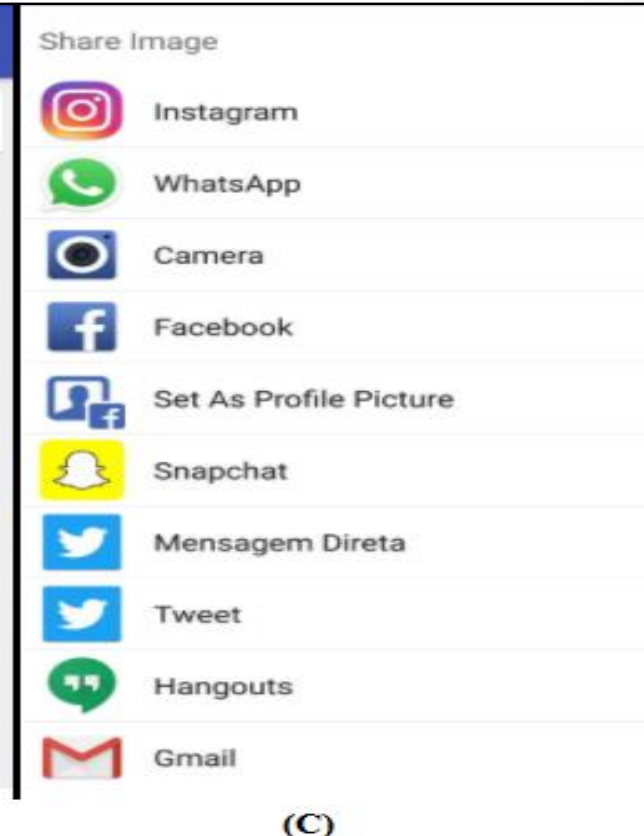 Share Image
Instagram
WhatsApp
Camera
Facebook
Set As Profile Picture
Snapchat
Mensagem Direta
Tweet
Hangouts
Gmail
(C)